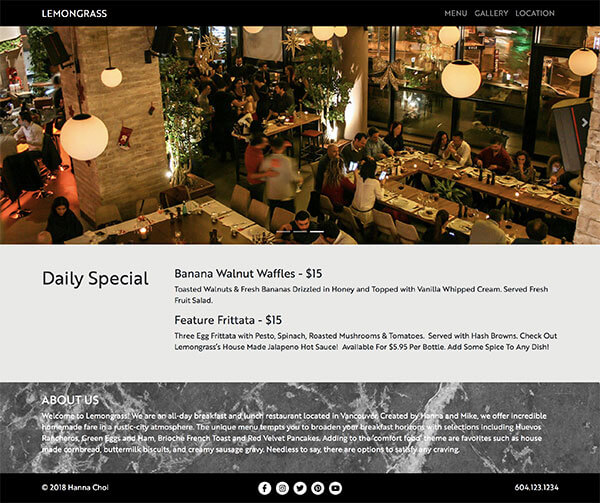 LEMONGRASS MENU GALLERY LOCATION
Daily Special
Banana Walnut Waffles - $15
Toasted Walnuts & Fresh Bananas Drizzled in Honey and Topped with Vanilla Whipped Cream. Served Fresh
Fruit Salad.
Feature Frittata - $15
Three Egg Frittata with Pesto, Spinach, Roasted Mushrooms & Tomatoes. Served with Hash Browns. Check Out
Lemongrass's House Made Jalapeno Hot Sauce! Available For $5.95 Per Bottle. Add Some Spice To Any Dish!
ABOUT US
Welcome to Lemongrass! We are an all-day breakfast and lunch restaurant located in Vancouver. Created by Hanna and Mike, we offer incredible
homemade fare in a rustic-city atmosphere. The unique menu tempts you to broaden your breakfast horizons with selections including Huevos
Rancheros, Green Eggs and Ham, Brioche French Toast and Red Velvet Pancakes. Adding to the 'comfort food' theme are favorites such as house
made cornbread, buttermilk biscuits, and creamy sausage gravy. Needless to say, there are options to satisfy any craving.
© 2018 Hanna Choi 604.123.1234